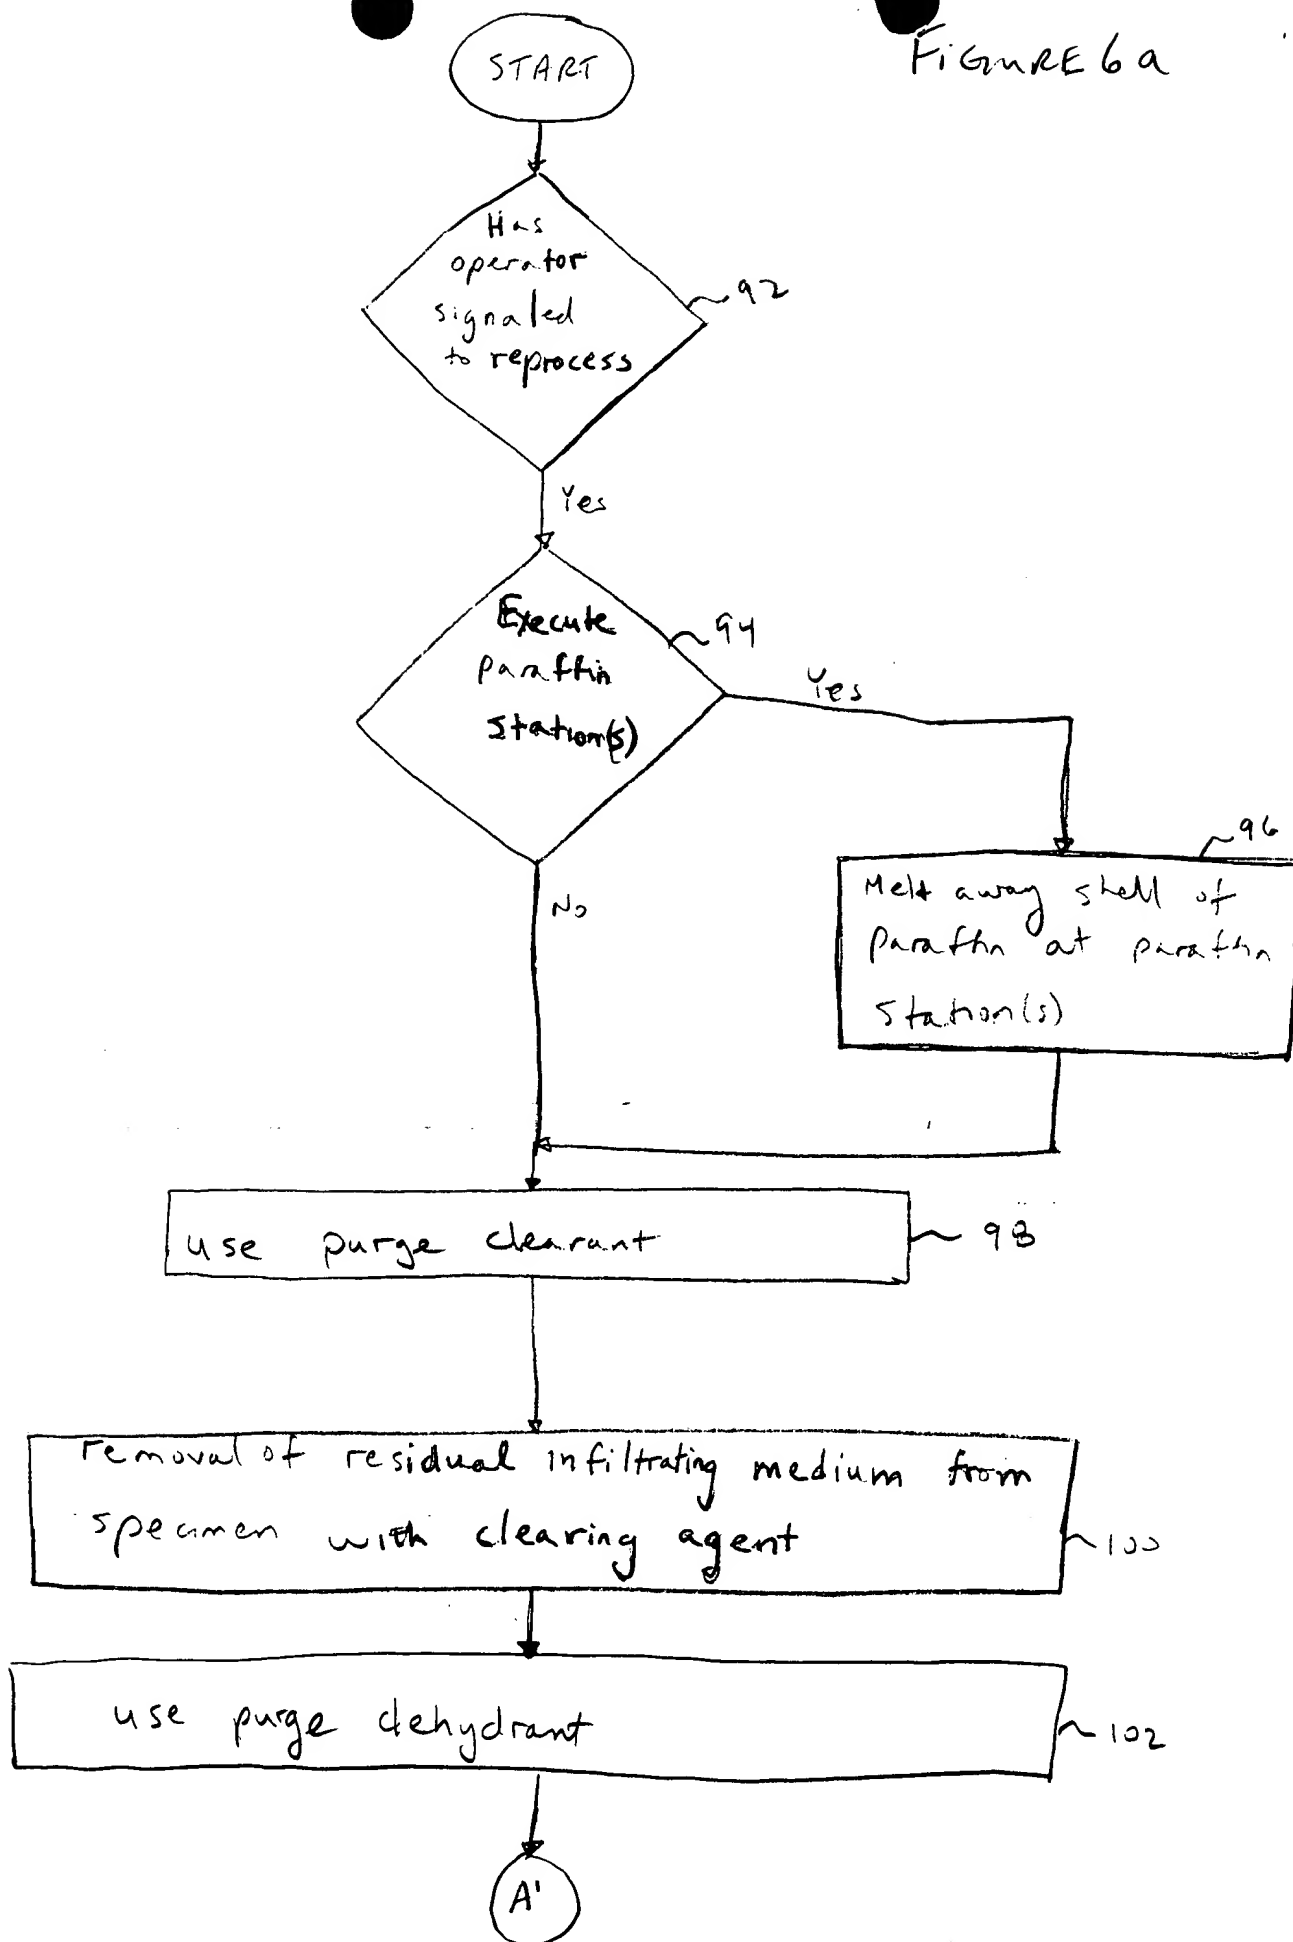 FIGURE 6a
START
Has
operator
signaled
to reprocess
92
Yes
Execute
paraffin
Station(s)
94
Yes
No
96
Melt away shell of
Paraffin at paraffin
Station(s)
use purge clearant
98
removal of residual infiltrating medium from
specimen with clearing agent
100
use purge dehydrant
102
A'